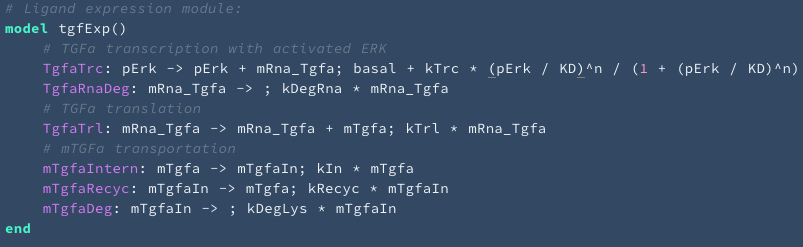 # Ligand expression module:
model tgfExp()
# TGFa transcription with activated ERK
TgfaTrc: pErk -> pErk + mRna_Tgfa; basal + kTrc * (pErk / KD)^n / (1 + (pErk / KD)^n)
TgfaRnaDeg: mRna_Tgfa -> ; kDegRna * mRna_Tgfa
# TGFa translation
TgfaTrl: mRna_Tgfa -> mRna_Tgfa + mTgfa; kTrl * mRna_Tgfa
# mTGFa transportation
mTgfaIntern: mTgfa -> mTgfaIn; kIn * mTgfa
mTgfaRecyc: mTgfaIn -> mTgfa; kRecyc * mTgfaIn
mTgfaDeg: mTgfaIn -> ; kDegLys * mTgfaIn
end